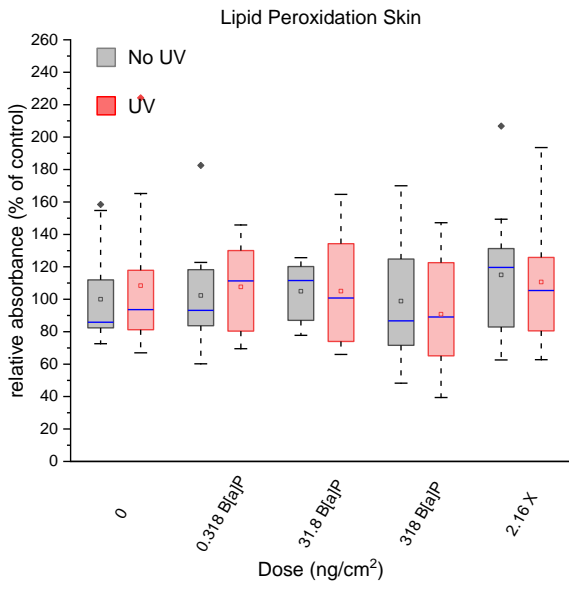 Lipid Peroxidation Skin
relative absorbance (% of control)
260
240
220
200
180
160
140
120
100
80
60
40
20
0
No UV
UV
0
0.318 B[a]P
31.8 B[a]P
318 B[a]P
2.16 X
Dose (ng/cm²)